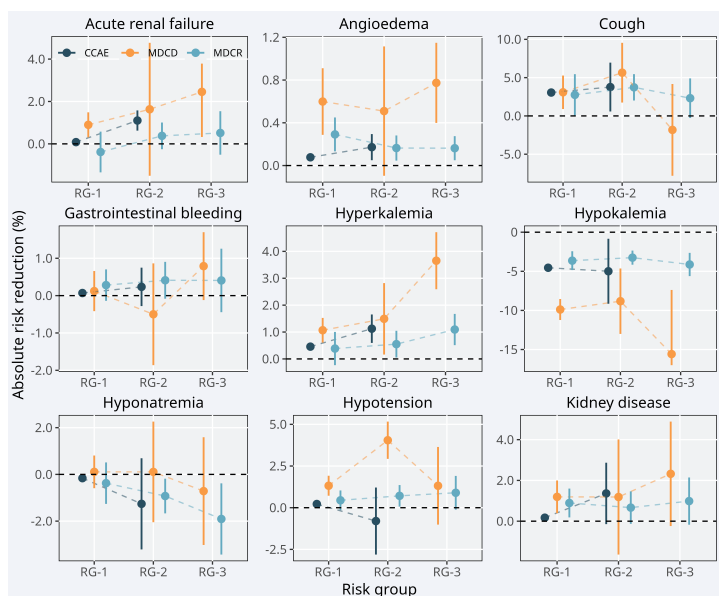 Acute renal failure
Angioedema
Cough
CCAE
MDCD
MDCR
4.0
2.0
0.0
1.2
0.8
0.4
0.0
10.0
5.0
0.0
-5.0
RG-1 RG-2 RG-3
RG-1 RG-2 RG-3
RG-1 RG-2 RG-3
Absolute risk reduction (%)
Gastrointestinal bleeding
Hyperkalemia
Hypokalemia
1.0
0.0
-1.0
-2.0
4.0
3.0
2.0
1.0
0.0
0
-5
-10
-15
RG-1 RG-2 RG-3
RG-1 RG-2 RG-3
RG-1 RG-2 RG-3
Hyponatremia
Hypotension
Kidney disease
2.0
0.0
-2.0
5.0
2.5
0.0
-2.5
4.0
2.0
0.0
RG-1 RG-2 RG-3
RG-1 RG-2 RG-3
RG-1 RG-2 RG-3
Risk group